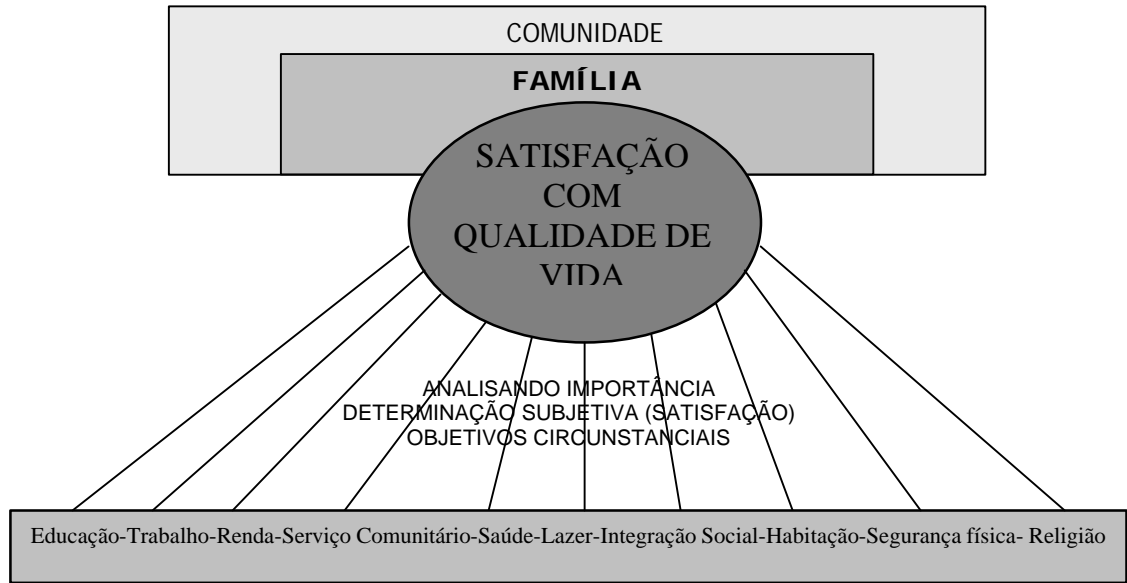 COMUNIDADE
FAMÍLIA
SATISFAÇÃO
COM
QUALIDADE DE
VIDA
ANALISANDO IMPORTÂNCIA
DETERMINAÇÃO SUBJETIVA (SATISFAÇÃO)
OBJETIVOS CIRCUNSTANCIAIS
Educação-Trabalho-Renda-Serviço Comunitário-Saúde-Lazer-Integração Social-Habitação-Segurança física- Religião